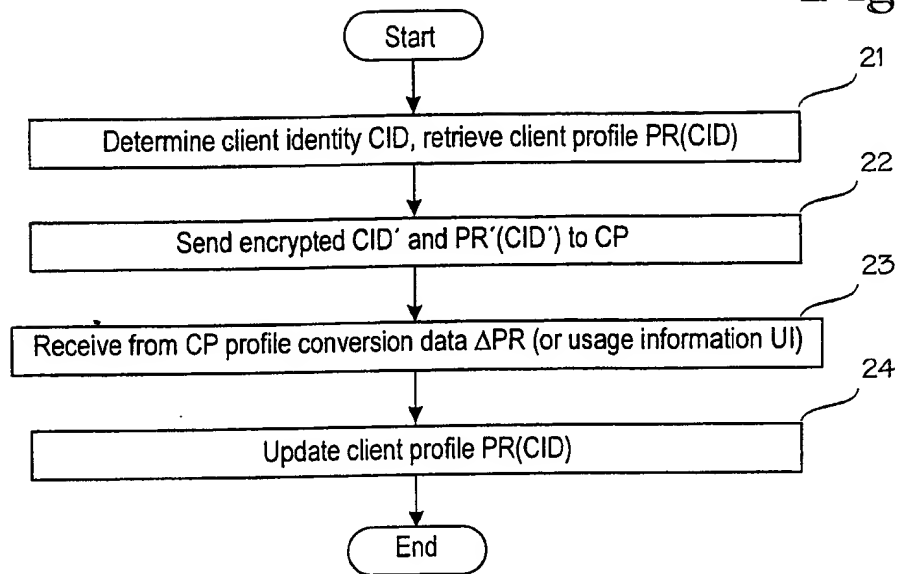 Start
21
Determine client identity CID, retrieve client profile PR(CID)
22
Send encrypted CID´ and PR´(CID´) to CP
23
Receive from CP profile conversion data ΔPR (or usage information UI)
24
Update client profile PR(CID)
End